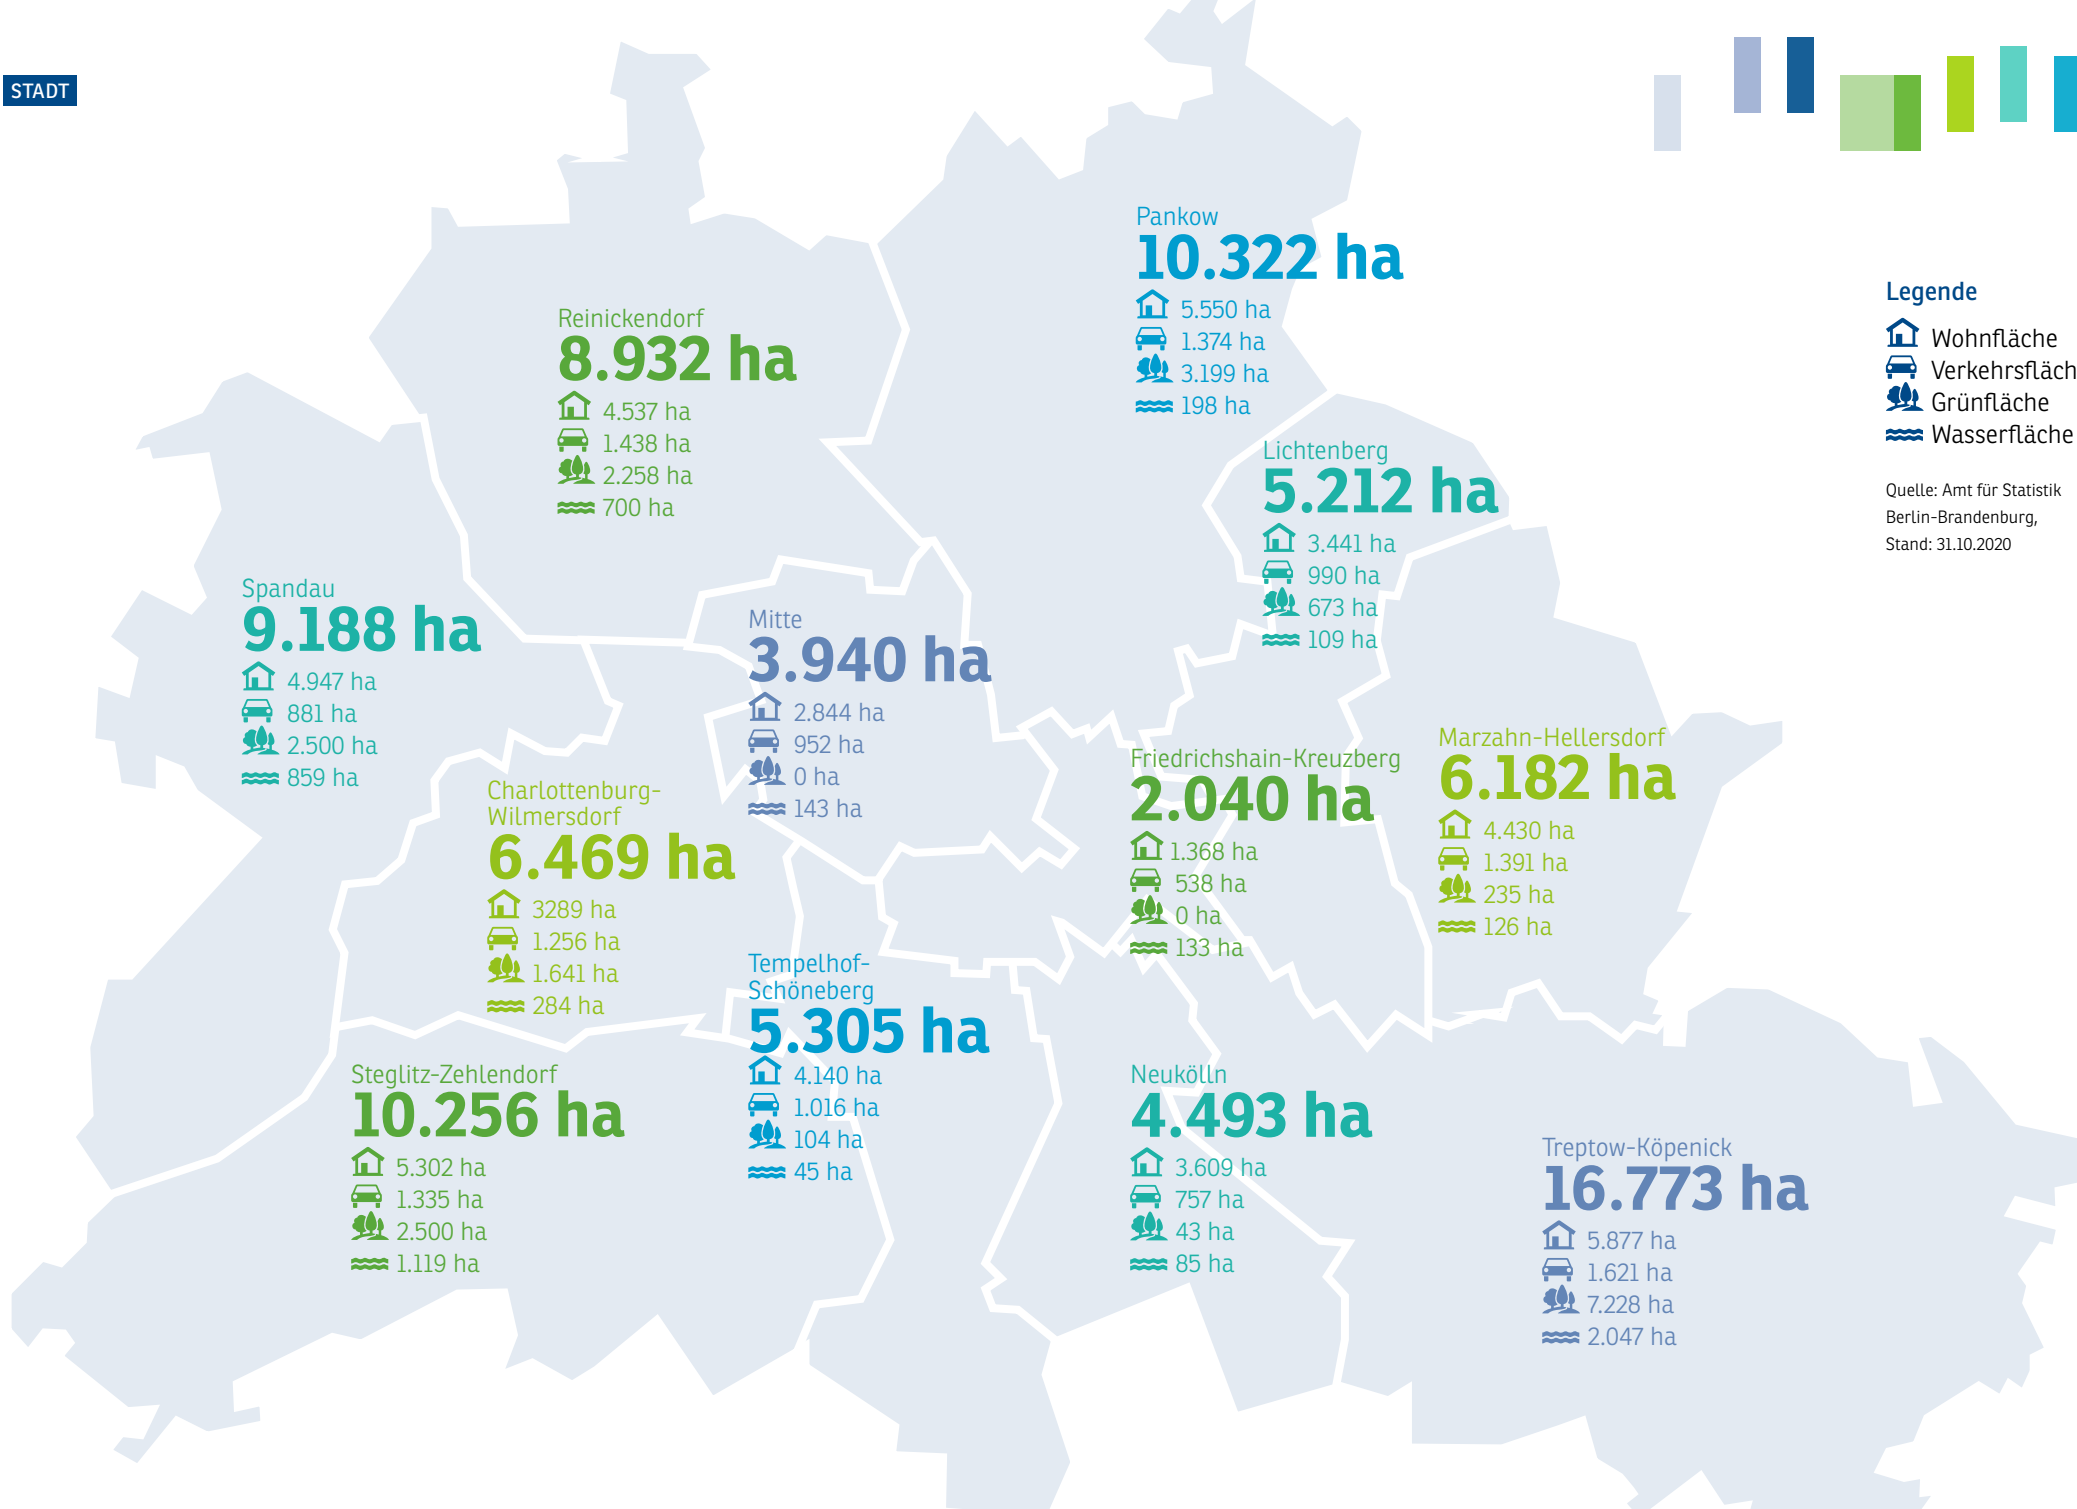 STADT
Pankow
10.322 ha
5.550 ha
1.374 ha
3.199 ha
198 ha
Legende
Wohnfläche
Verkehrsfläch
Grünfläche
Wasserfläche
Quelle: Amt für Statistik
Berlin-Brandenburg,
Stand: 31.10.2020
Reinickendorf
8.932 ha
4.537 ha
1.438 ha
2.258 ha
700 ha
Lichtenberg
5.212 ha
3.441 ha
990 ha
673 ha
109 ha
Spandau
9.188 ha
4.947 ha
881 ha
2.500 ha
859 ha
Mitte
3.940 ha
2.844 ha
952 ha
0 ha
143 ha
Friedrichshain-Kreuzberg
2.040 ha
1.368 ha
538 ha
0 ha
133 ha
Marzahn-Hellersdorf
6.182 ha
4.430 ha
1.391 ha
235 ha
126 ha
Charlottenburg-
Wilmersdorf
6.469 ha
3289 ha
1.256 ha
1.641 ha
284 ha
Tempelhof-
Schöneberg
5.305 ha
4.140 ha
1.016 ha
104 ha
45 ha
Steglitz-Zehlendorf
10.256 ha
5.302 ha
1.335 ha
2.500 ha
1.119 ha
Neukölln
4.493 ha
3.609 ha
757 ha
43 ha
85 ha
Treptow-Köpenick
16.773 ha
5.877 ha
1.621 ha
7.228 ha
2.047 ha